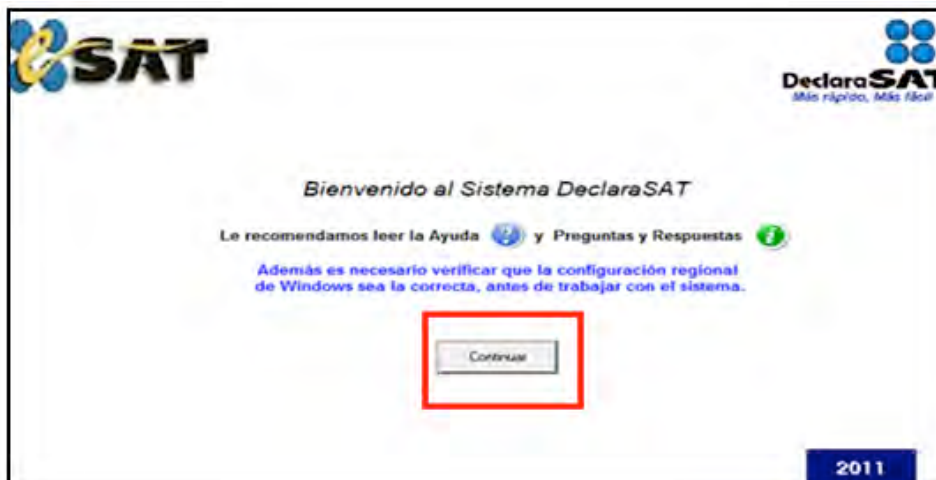 eSAT
DeclaraSAT
Más rápido, Más fácil
Bienvenido al Sistema DeclaraSAT
Le recomendamos leer la Ayuda ? y Preguntas y Respuestas i
Además es necesario verificar que la configuración regional
de Windows sea la correcta, antes de trabajar con el sistema.
Continuar
2011